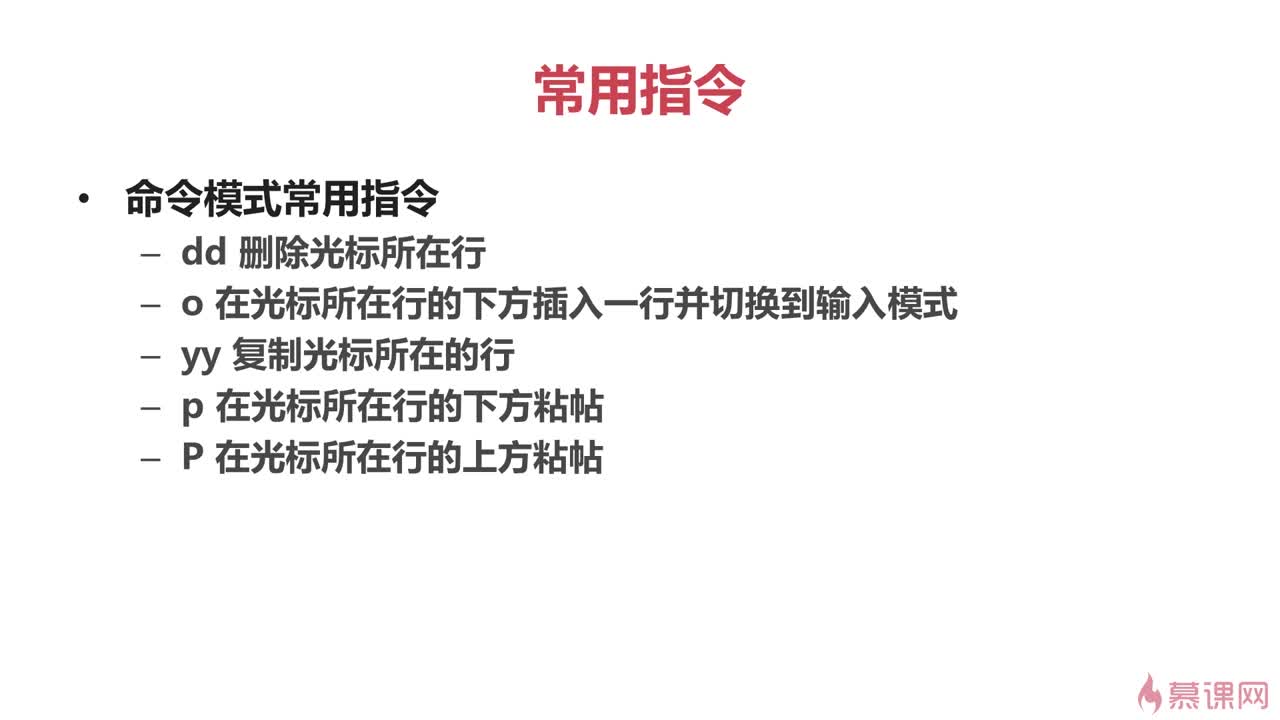 常用指令
• 命令模式常用指令
– dd 删除光标所在行
– o 在光标所在行的下方插入一行并切换到输入模式
– yy 复制光标所在的行
– p 在光标所在行的下方粘帖
– P 在光标所在行的上方粘帖
慕课网